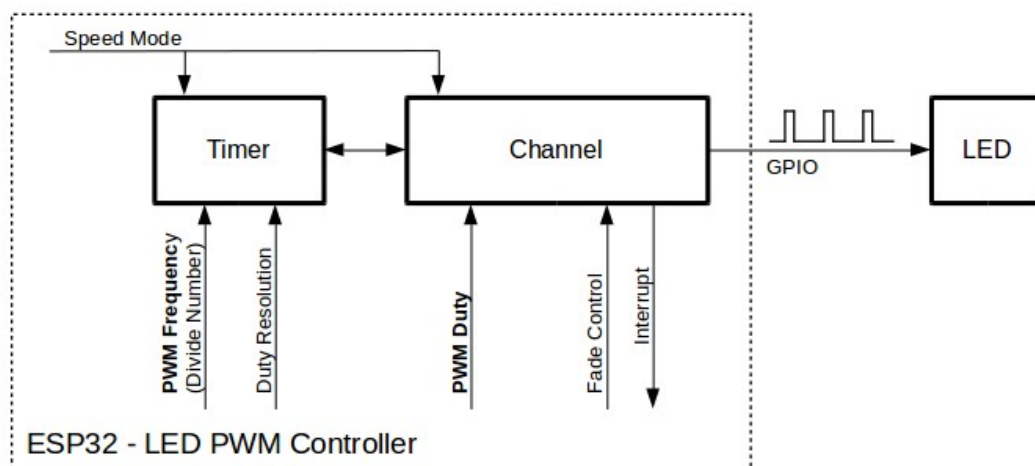 Speed Mode
Timer
Channel
GPIO
LED
PWM Frequency
(Divide Number)
Duty Resolution
PWM Duty
Fade Control
Interrupt
ESP32 - LED PWM Controller